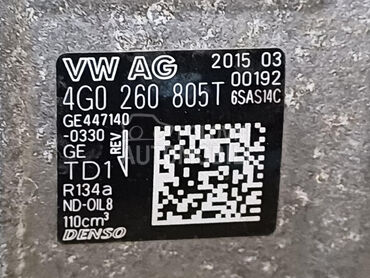 VW AG 2015 03
00192
4G0 260 805T 6SAS14C
GE447140
-0330
GE REV
TD1
R134a
ND-OIL8
110cm³
DENSO